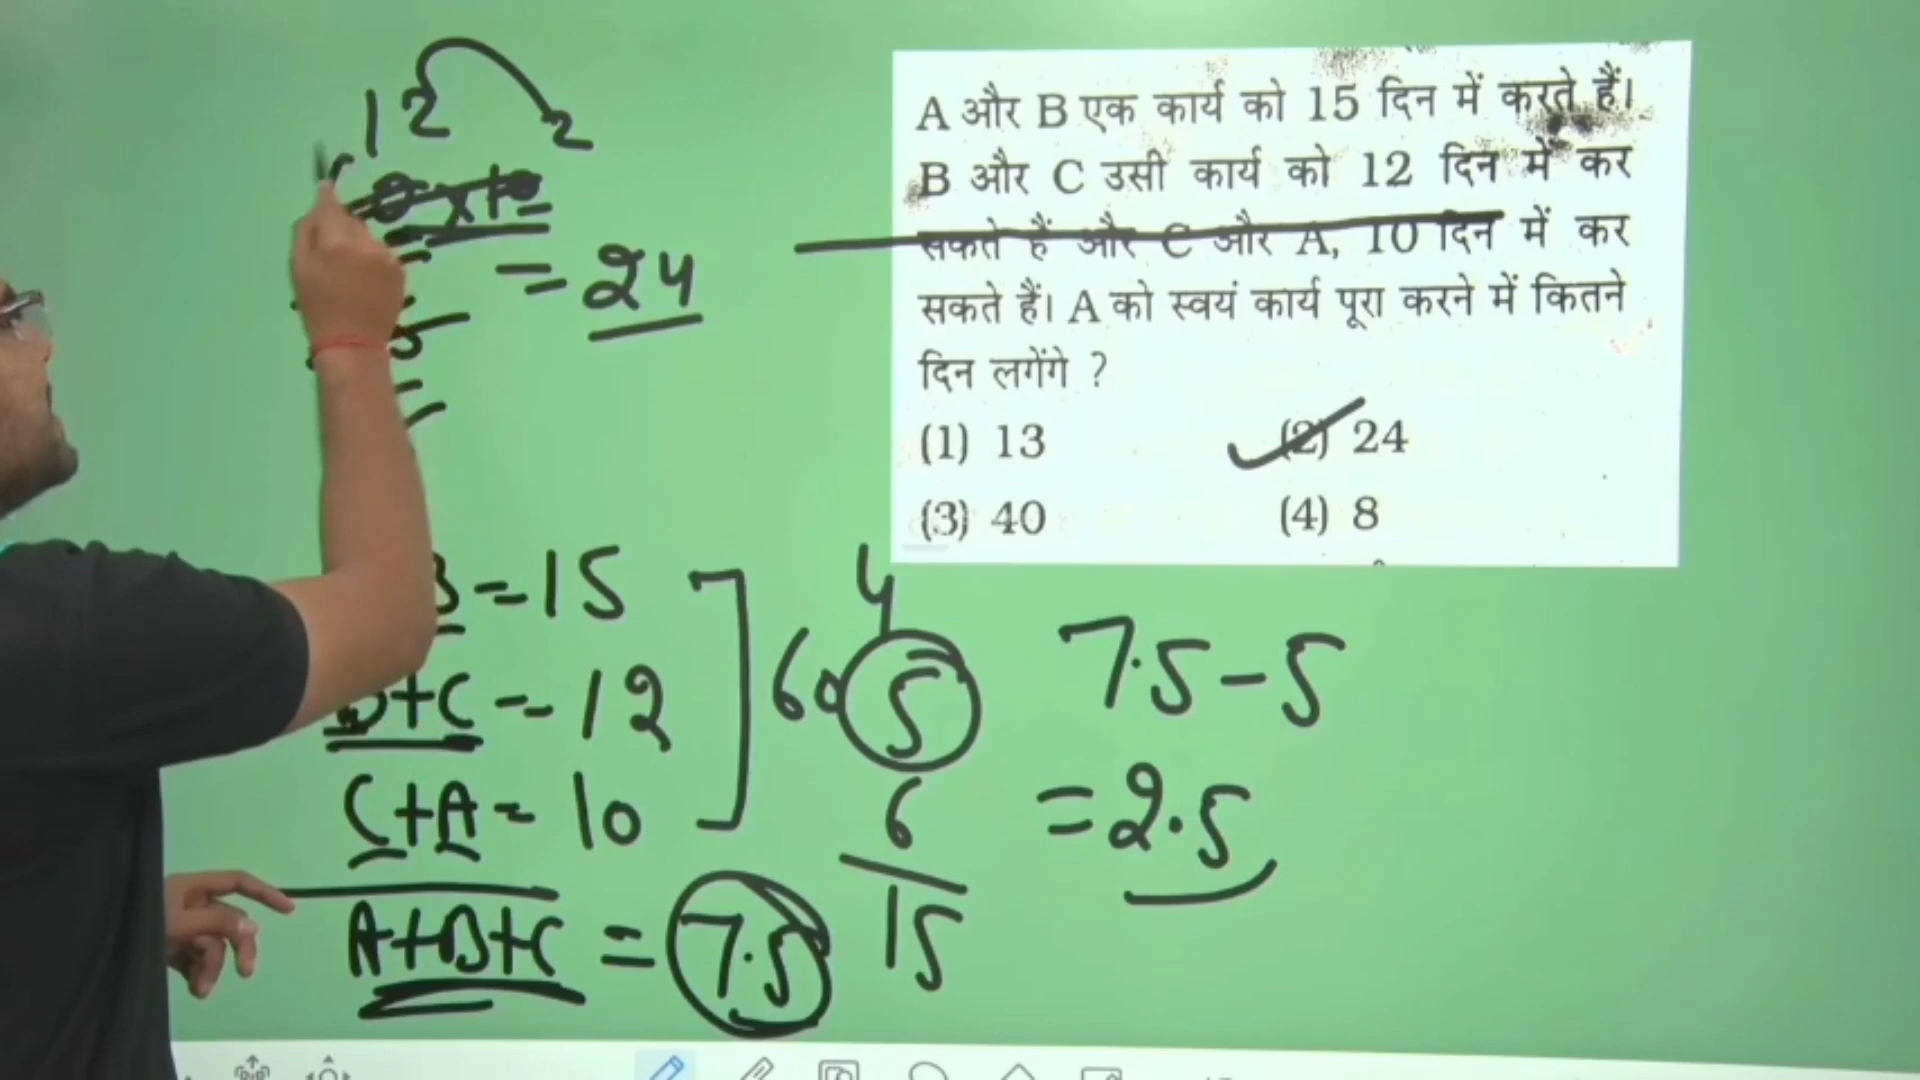 12 2
= 24
A और B एक कार्य को 15 दिन में करते हैं।
B और C उसी कार्य को 12 दिन में कर
सकते हैं और C और A, 10 दिन में कर
सकते हैं। A को स्वयं कार्य पूरा करने में कितने
दिन लगेंगे ?
(1) 13 (2) 24
(3) 40 (4) 8
B=15
B+C - 12
C+A - 10
60
4
5
6
15
A+B+C = 7.5
7.5-5
=2.5